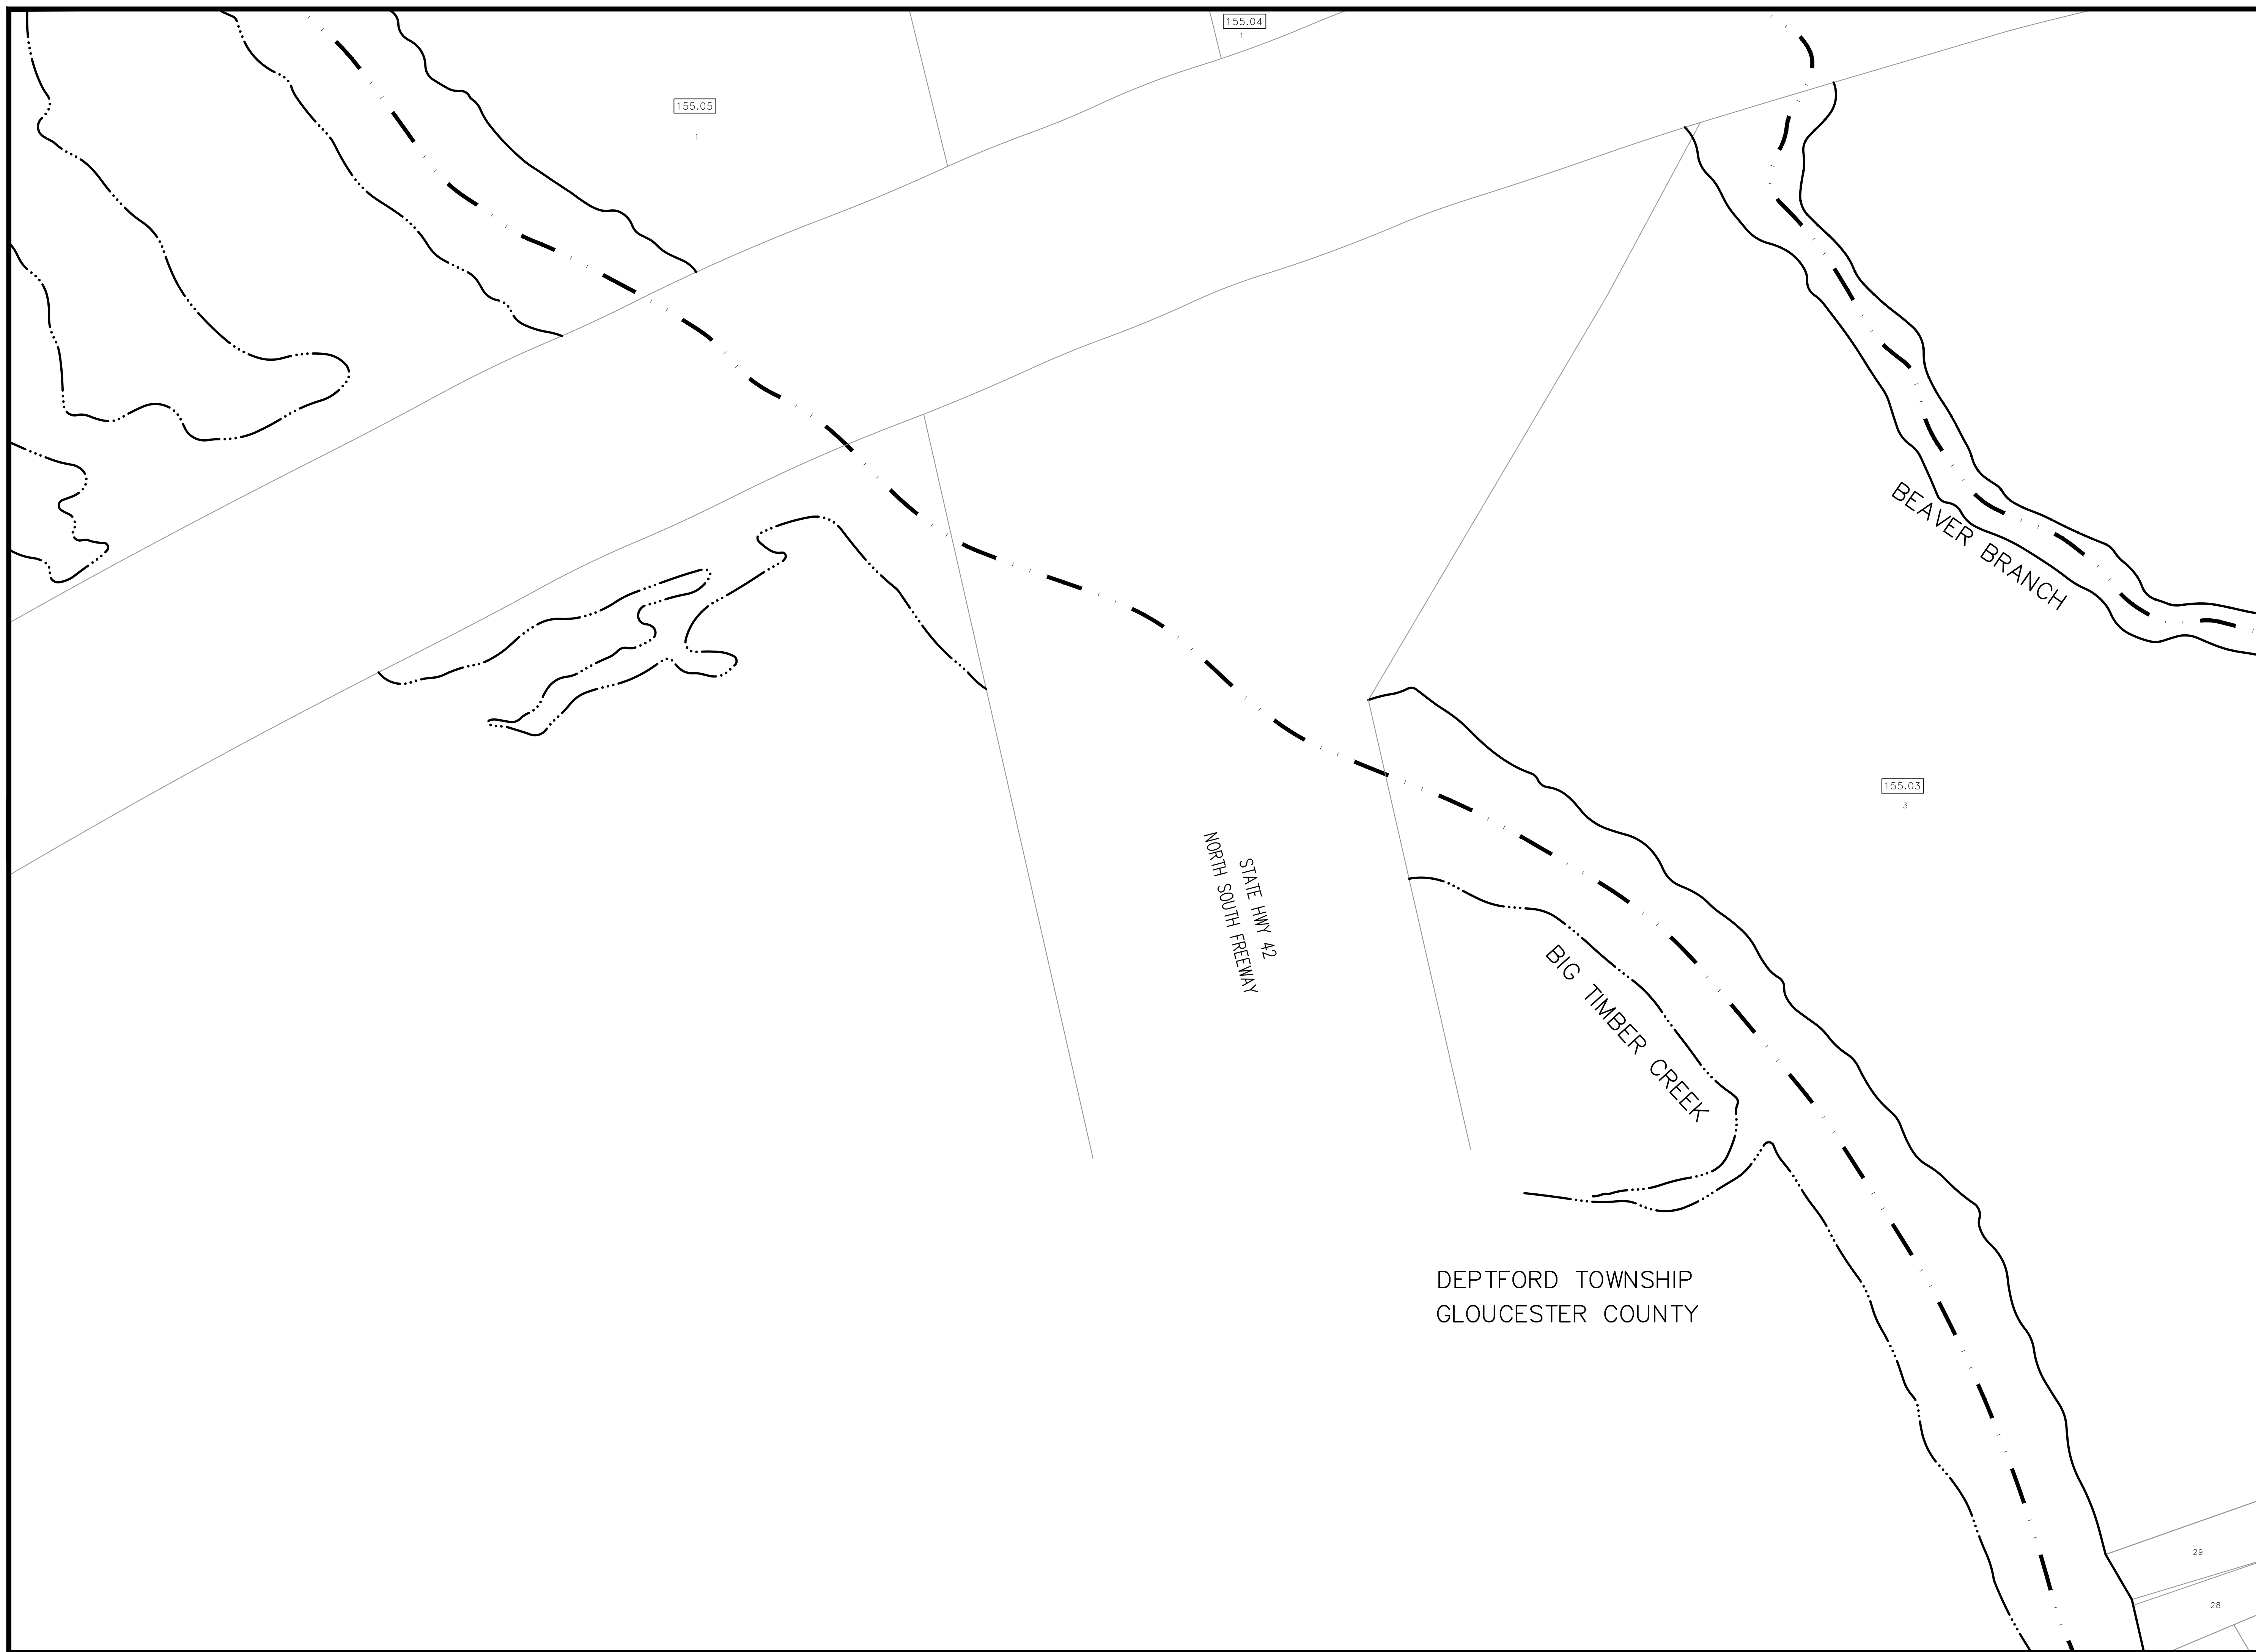 155.04
1
155.05
1
BEAVER BRANCH
155.03
3
STATE HWY 42
NORTH SOUTH FREEWAY
BIG TIMBER CREEK
DEPTFORD TOWNSHIP
GLOUCESTER COUNTY
29
28